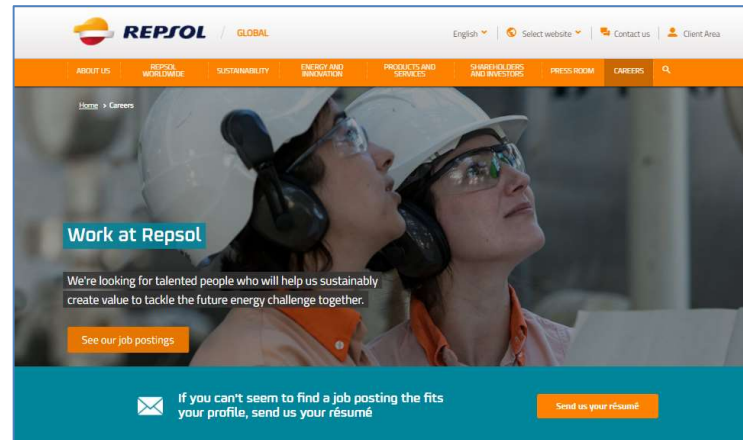 REPSOL / GLOBAL
English Select website Contact us Client Area
ABOUT US REPSOL WORLDWIDE SUSTAINABILITY ENERGY AND INNOVATION PRODUCTS AND SERVICES SHAREHOLDERS AND INVESTORS PRESS ROOM CAREERS
Home > Careers
Work at Repsol
We're looking for talented people who will help us sustainably
create value to tackle the future energy challenge together.
See our job postings
If you can't seem to find a job posting the fits
your profile, send us your résumé
Send us your résumé